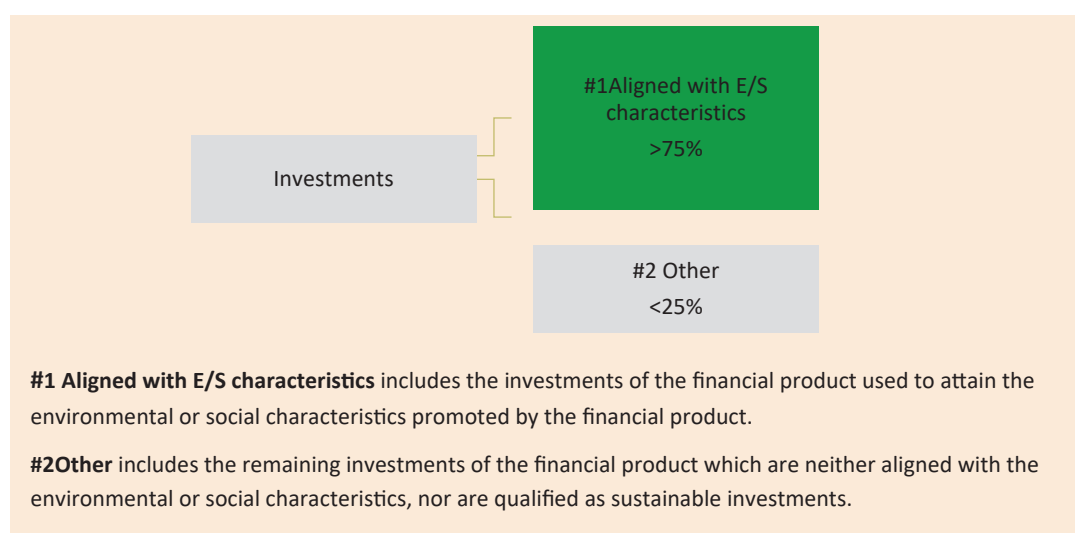 #1Aligned with E/S
characteristics
>75%
Investments
#2 Other
<25%
#1 Aligned with E/S characteristics includes the investments of the financial product used to attain the
environmental or social characteristics promoted by the financial product.
#2Other includes the remaining investments of the financial product which are neither aligned with the
environmental or social characteristics, nor are qualified as sustainable investments.